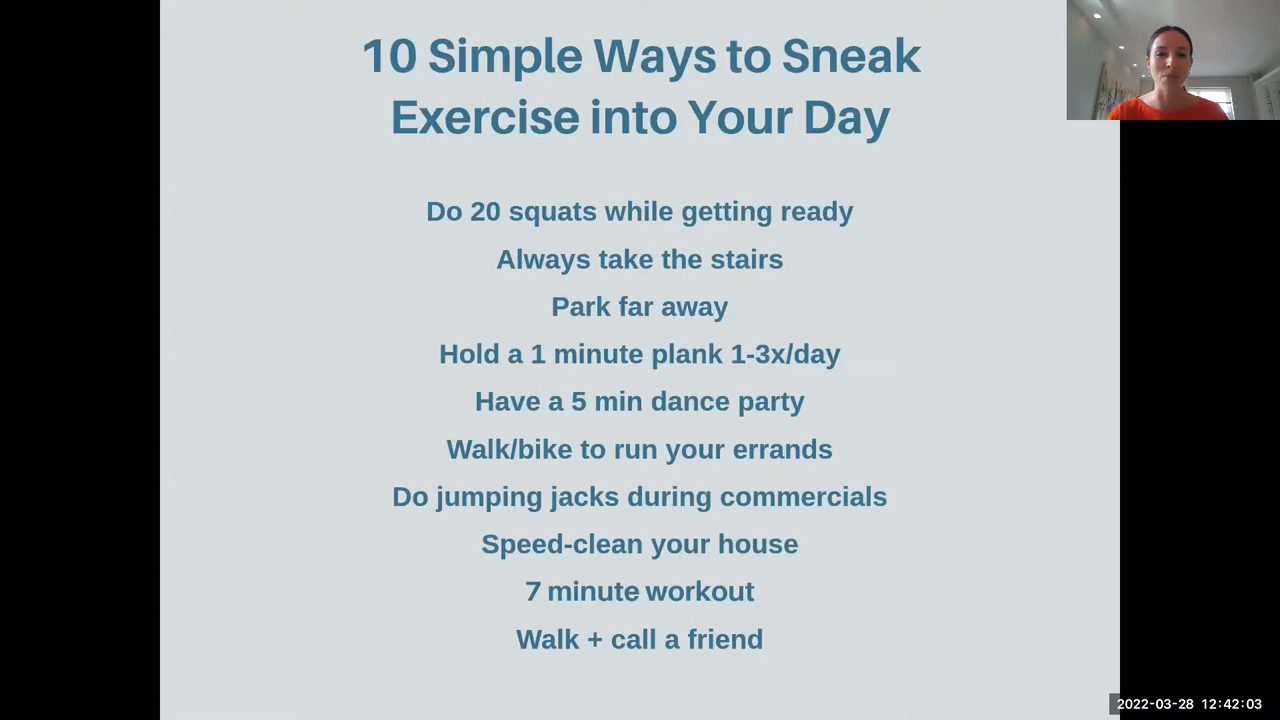 10 Simple Ways to Sneak
Exercise into Your Day
Do 20 squats while getting ready
Always take the stairs
Park far away
Hold a 1 minute plank 1-3x/day
Have a 5 min dance party
Walk/bike to run your errands
Do jumping jacks during commercials
Speed-clean your house
7 minute workout
Walk + call a friend
2022-03-28 12:42:03